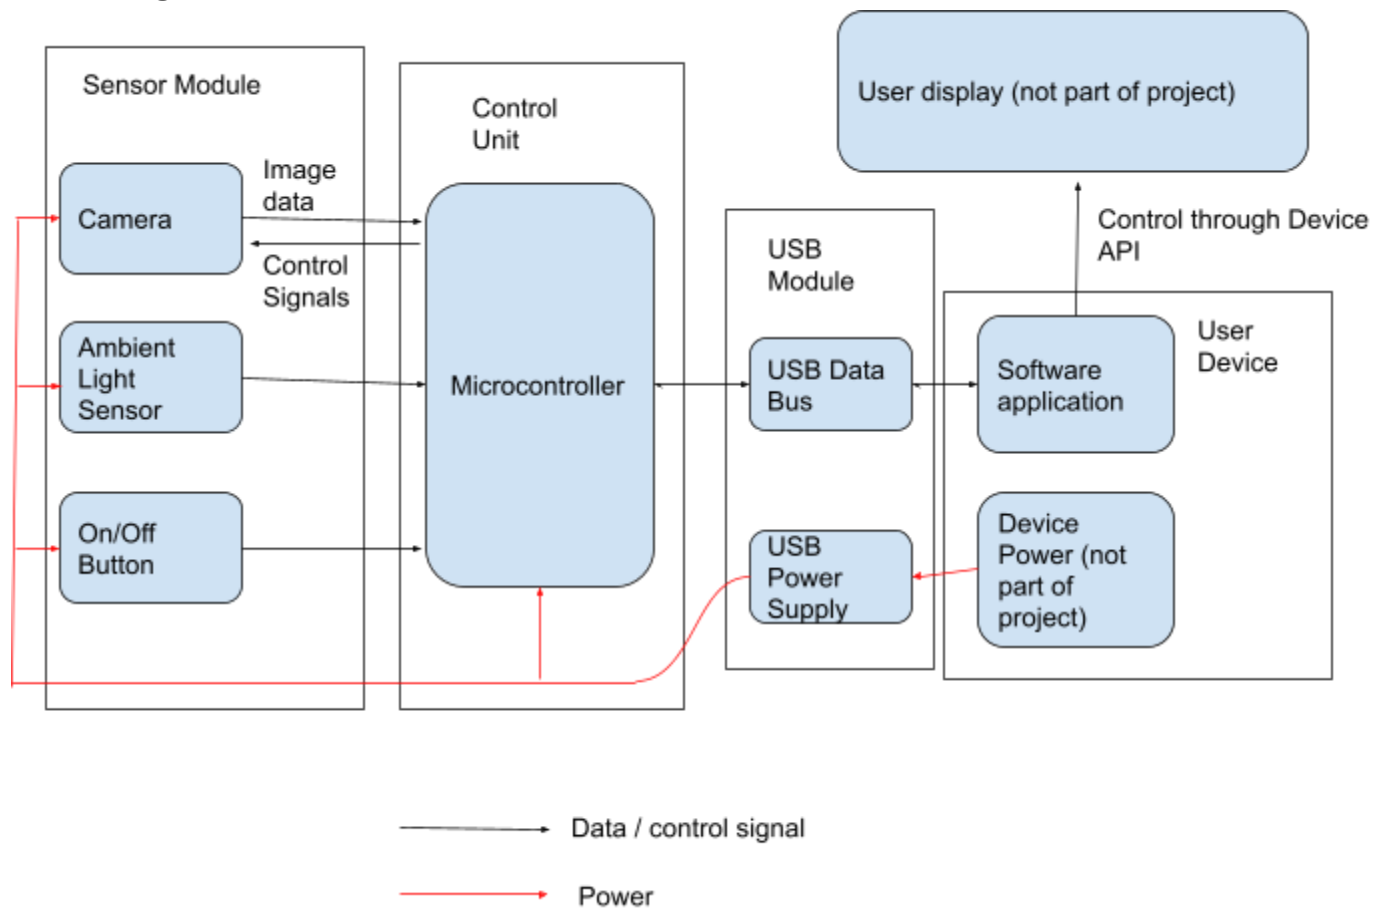 Sensor Module
Camera
Image
data
Control
Signals
Ambient
Light
Sensor
On/Off
Button
Control
Unit
Microcontroller
USB
Module
USB Data
Bus
USB
Power
Supply
User display (not part of project)
Control through Device
API
User
Device
Software
application
Device
Power (not
part of
project)
Data / control signal
Power